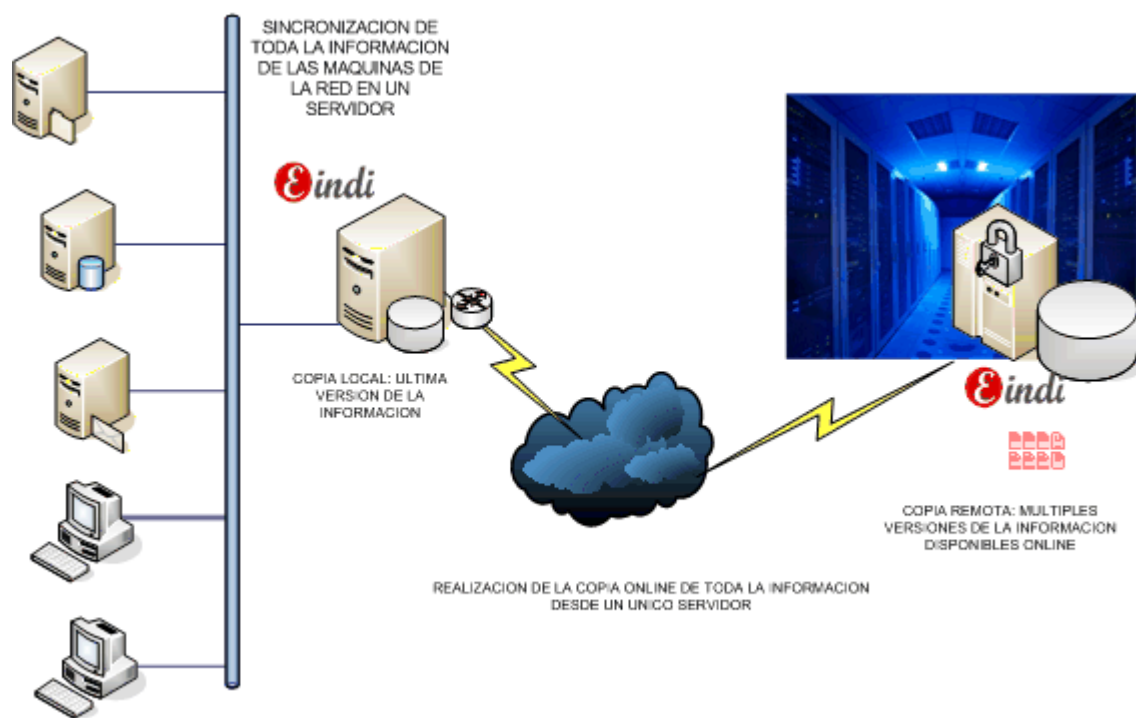 SINCRONIZACION DE
TODA LA INFORMACION
DE LAS MAQUINAS DE
LA RED EN UN
SERVIDOR
Eindi
COPIA LOCAL: ULTIMA
VERSION DE LA
INFORMACION
Eindi
COPIA REMOTA: MULTIPLES
VERSIONES DE LA INFORMACION
DISPONIBLES ONLINE
REALIZACION DE LA COPIA ONLINE DE TODA LA INFORMACION
DESDE UN UNICO SERVIDOR